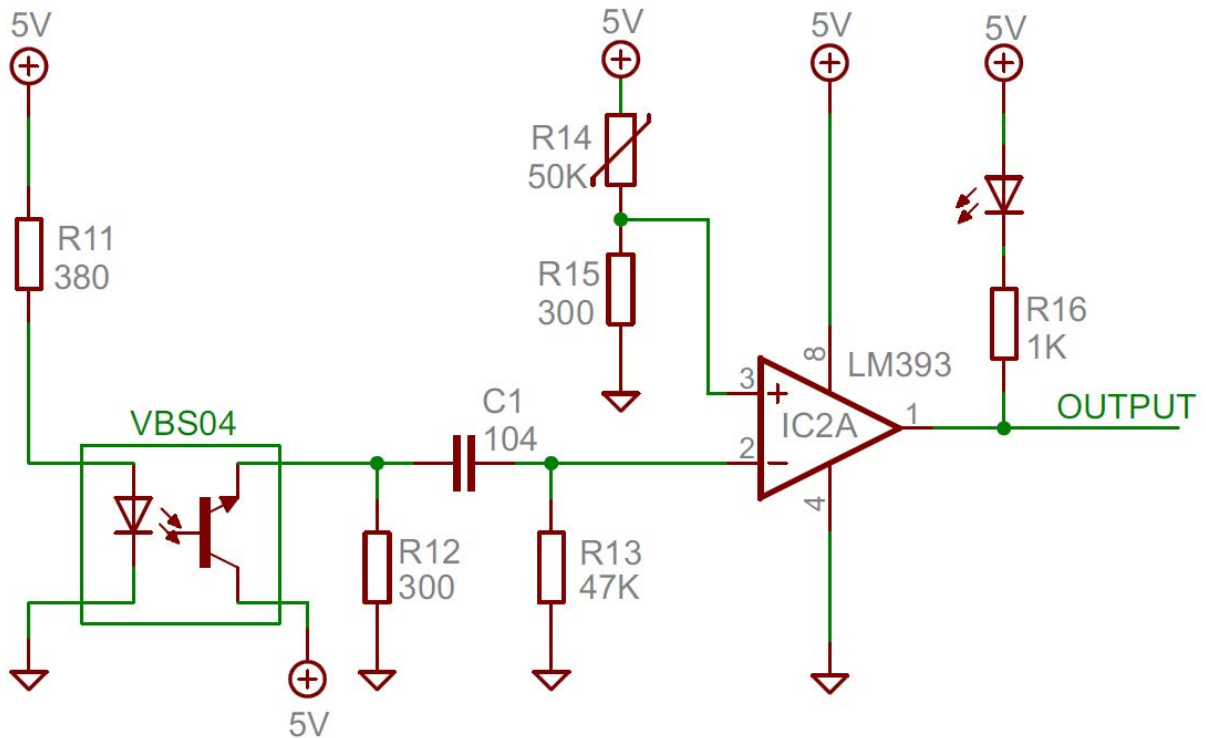 5V
5V
5V
5V
R14
50K
R11
380
R15
300
R16
1K
8
LM393
3
+
IC2A
1
OUTPUT
C1
104
VBS04
2
−
4
R12
300
R13
47K
5V